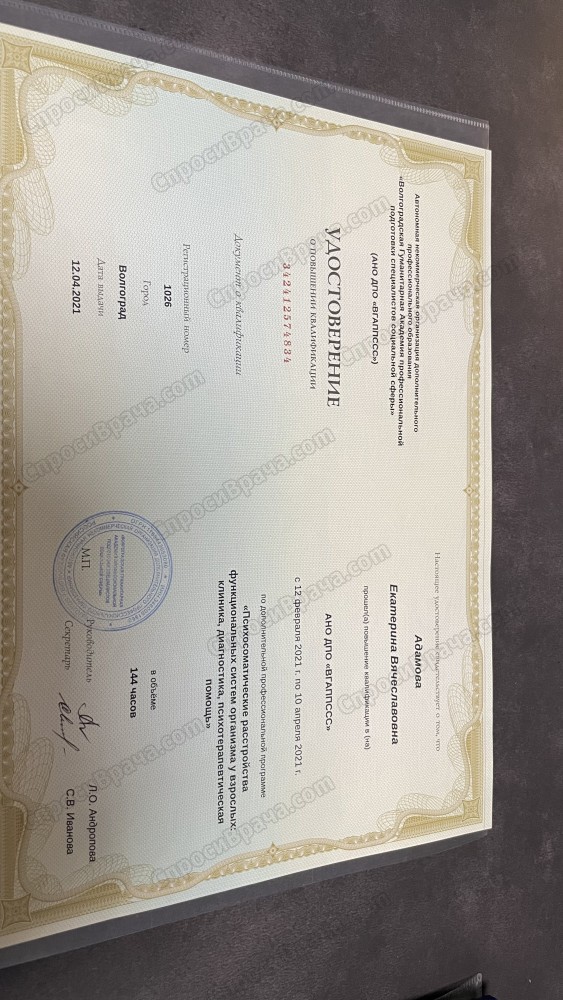 Автономная некоммерческая организация дополнительного
профессионального образования
«Волгоградская Гуманитарная Академия профессиональной
подготовки специалистов социальной сферы»
(АНО ДПО «ВГАППССС»)
УДОСТОВЕРЕНИЕ
О ПОВЫШЕНИИ КВАЛИФИКАЦИИ
342412574834
Документ о квалификации
Регистрационный номер
1026
Город
Волгоград
Дата выдачи
12.04.2021
Настоящее удостоверение свидетельствует о том, что
Адамова
Екатерина Вячеславовна
прошел(а) повышение квалификации в (на)
АНО ДПО «ВГАППССС»
с 12 февраля 2021 г. по 10 апреля 2021 г.
по дополнительной профессиональной программе
«Психосоматические расстройства
функциональных систем организма у взрослых:
клиника, диагностика, психотерапевтическая
помощь»
в объёме
144 часов
Руководитель
Л.О. Андропова
М.П.
Секретарь
С.В. Иванова
СпросиВрача.com